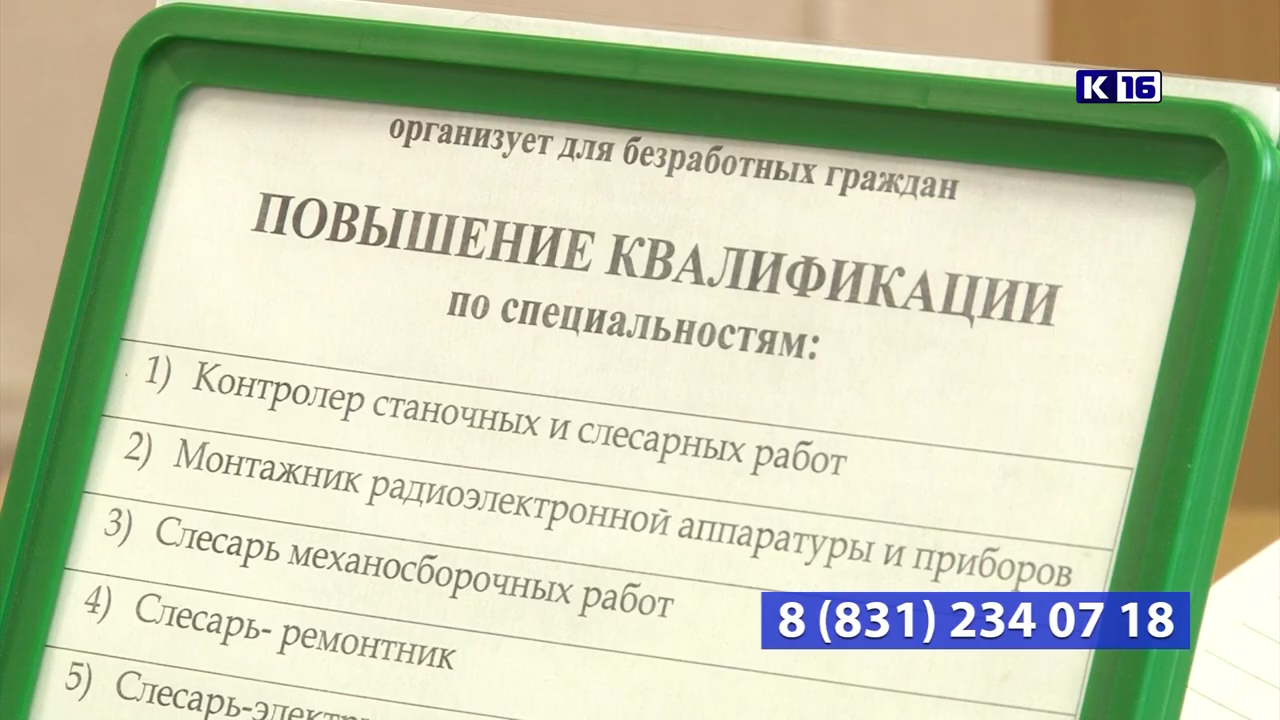 К 16
организует для безработных граждан
ПОВЫШЕНИЕ КВАЛИФИКАЦИИ
по специальностям:
1) Контролер станочных и слесарных работ
2) Монтажник радиоэлектронной аппаратуры и приборов
3) Слесарь механосборочных работ
4) Слесарь- ремонтник
8 (831) 234 07 18
5)